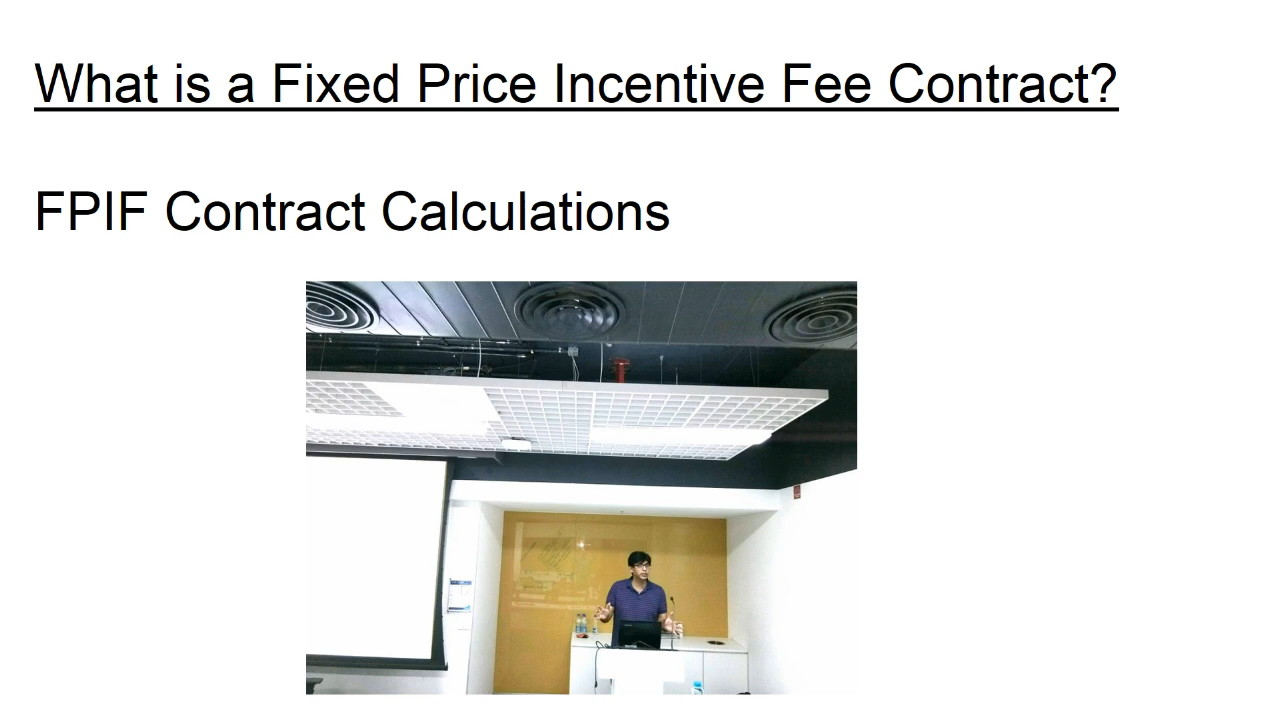 What is a Fixed Price Incentive Fee Contract?
FPIF Contract Calculations